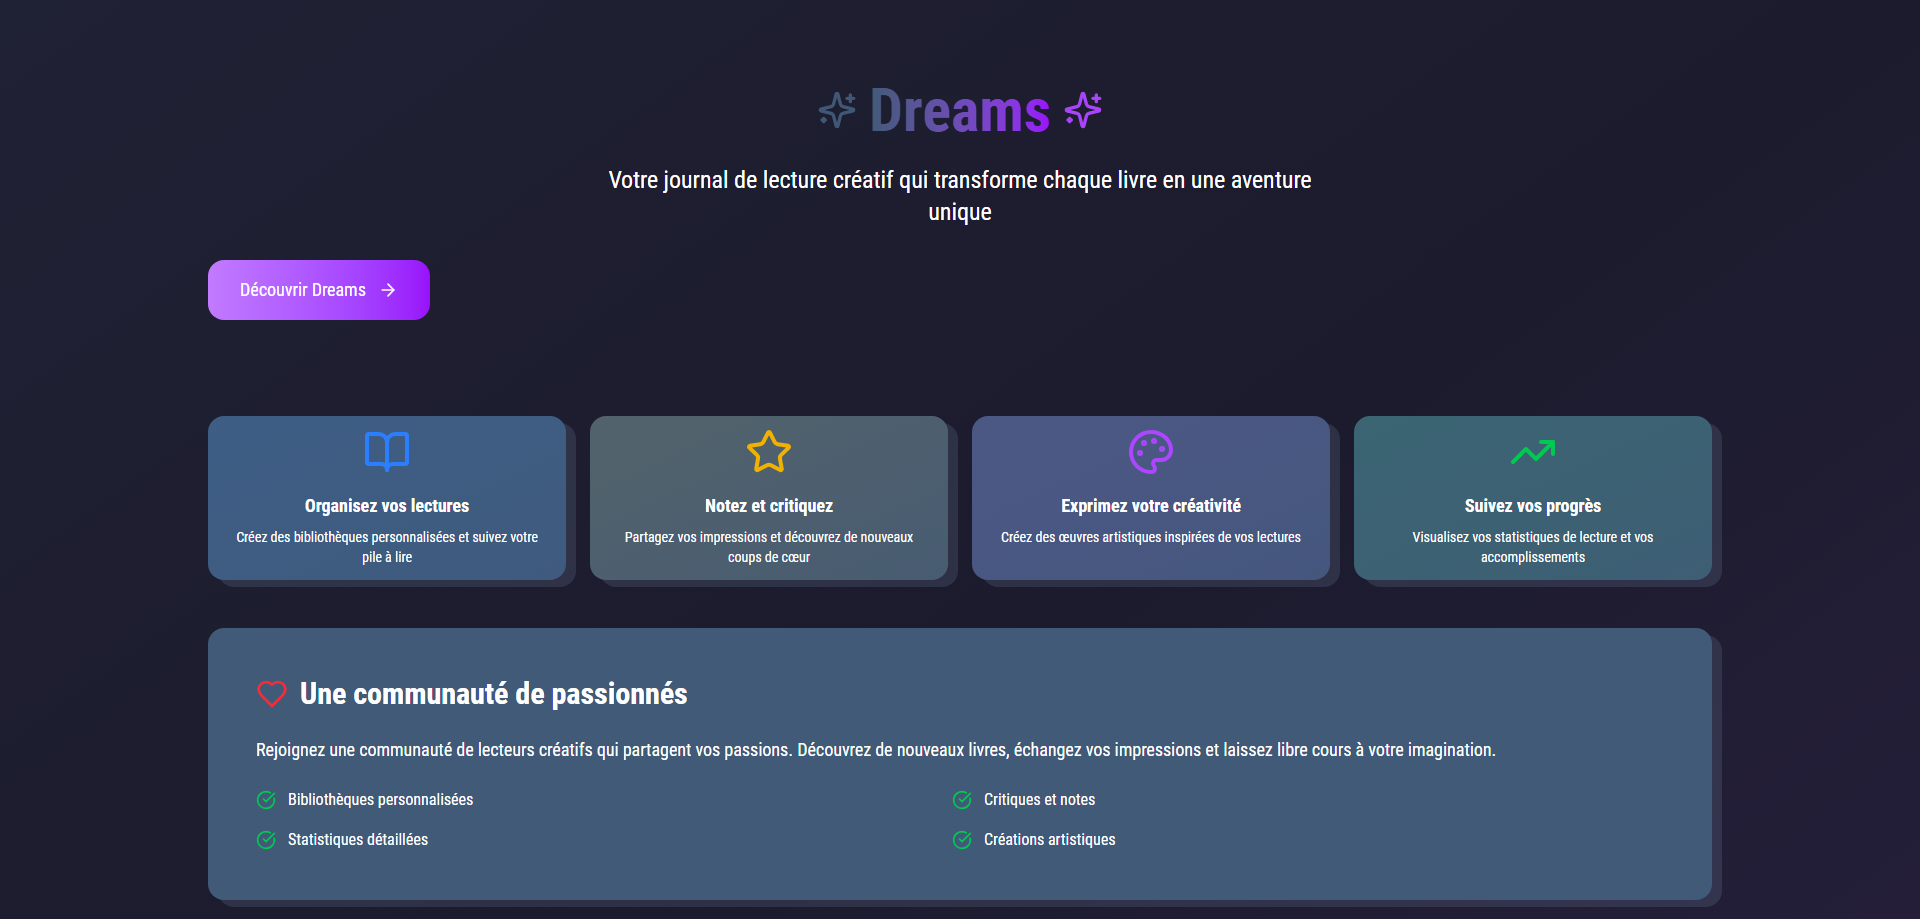 Dreams
Votre journal de lecture créatif qui transforme chaque livre en une aventure
unique
Découvrir Dreams
Organisez vos lectures
Créez des bibliothèques personnalisées et suivez votre
pile à lire
Notez et critiquez
Partagez vos impressions et découvrez de nouveaux
coups de cœur
Exprimez votre créativité
Créez des œuvres artistiques inspirées de vos lectures
Suivez vos progrès
Visualisez vos statistiques de lecture et vos
accomplissements
Une communauté de passionnés
Rejoignez une communauté de lecteurs créatifs qui partagent vos passions. Découvrez de nouveaux livres, échangez vos impressions et laissez libre cours à votre imagination.
Bibliothèques personnalisées
Critiques et notes
Statistiques détaillées
Créations artistiques